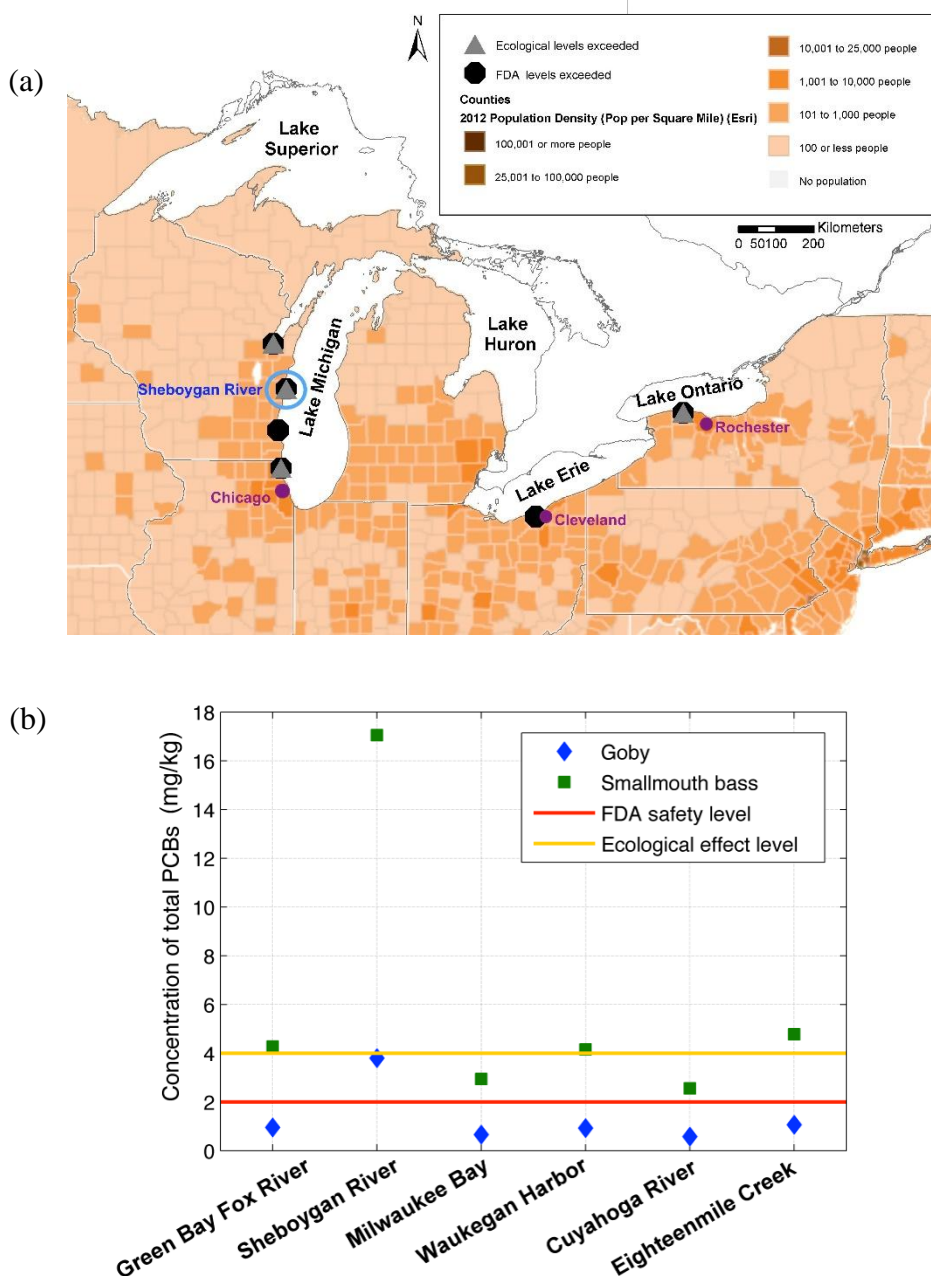 (a)
N
Ecological levels exceeded
FDA levels exceeded
Counties
2012 Population Density (Pop per Square Mile) (Esri)
100,001 or more people
25,001 to 100,000 people
10,001 to 25,000 people
1,001 to 10,000 people
101 to 1,000 people
100 or less people
No population
Kilometers
0 50100 200
Lake
Superior
Lake Michigan
Lake
Huron
Sheboygan River
Lake Ontario
Rochester
Lake Erie
Chicago
Cleveland
(b)
Concentration of total PCBs (mg/kg)
18
16
14
12
10
8
6
4
2
0
Goby
Smallmouth bass
FDA safety level
Ecological effect level
Green Bay Fox River
Sheboygan River
Milwaukee Bay
Waukegan Harbor
Cuyahoga River
Eighteenmile Creek